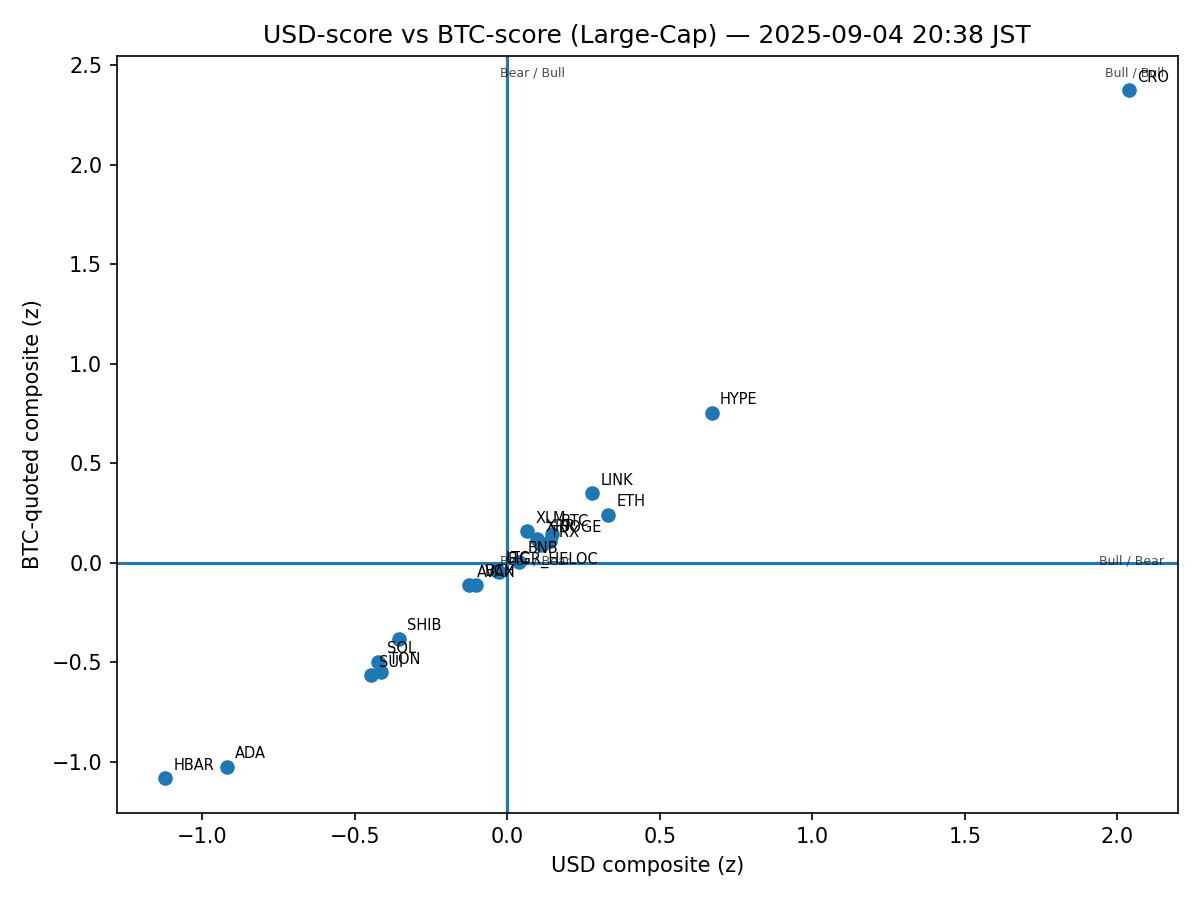 USD-score vs BTC-score (Large-Cap) — 2025-09-04 20:38 JST
2.5
2.0
1.5
1.0
0.5
0.0
−0.5
−1.0
BTC-quoted composite (z)
Bear / Bull
Bull / Bull
CRO
HYPE
LINK
ETH
XLM
BTC
DOGE
TRX
BNB
FIGR_HELOC
Bull / Bear
AVAX
SHIB
SOL
TON
SUI
ADA
HBAR
−1.0
−0.5
0.0
0.5
1.0
1.5
2.0
USD composite (z)